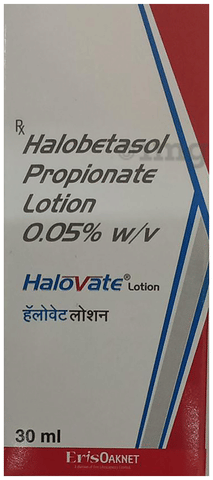 Rx
Halobetasol
Propionate
Lotion
0.05% w/v
Halovate® Lotion
हॅलोवेट लोशन
30 ml
ErisOaknet